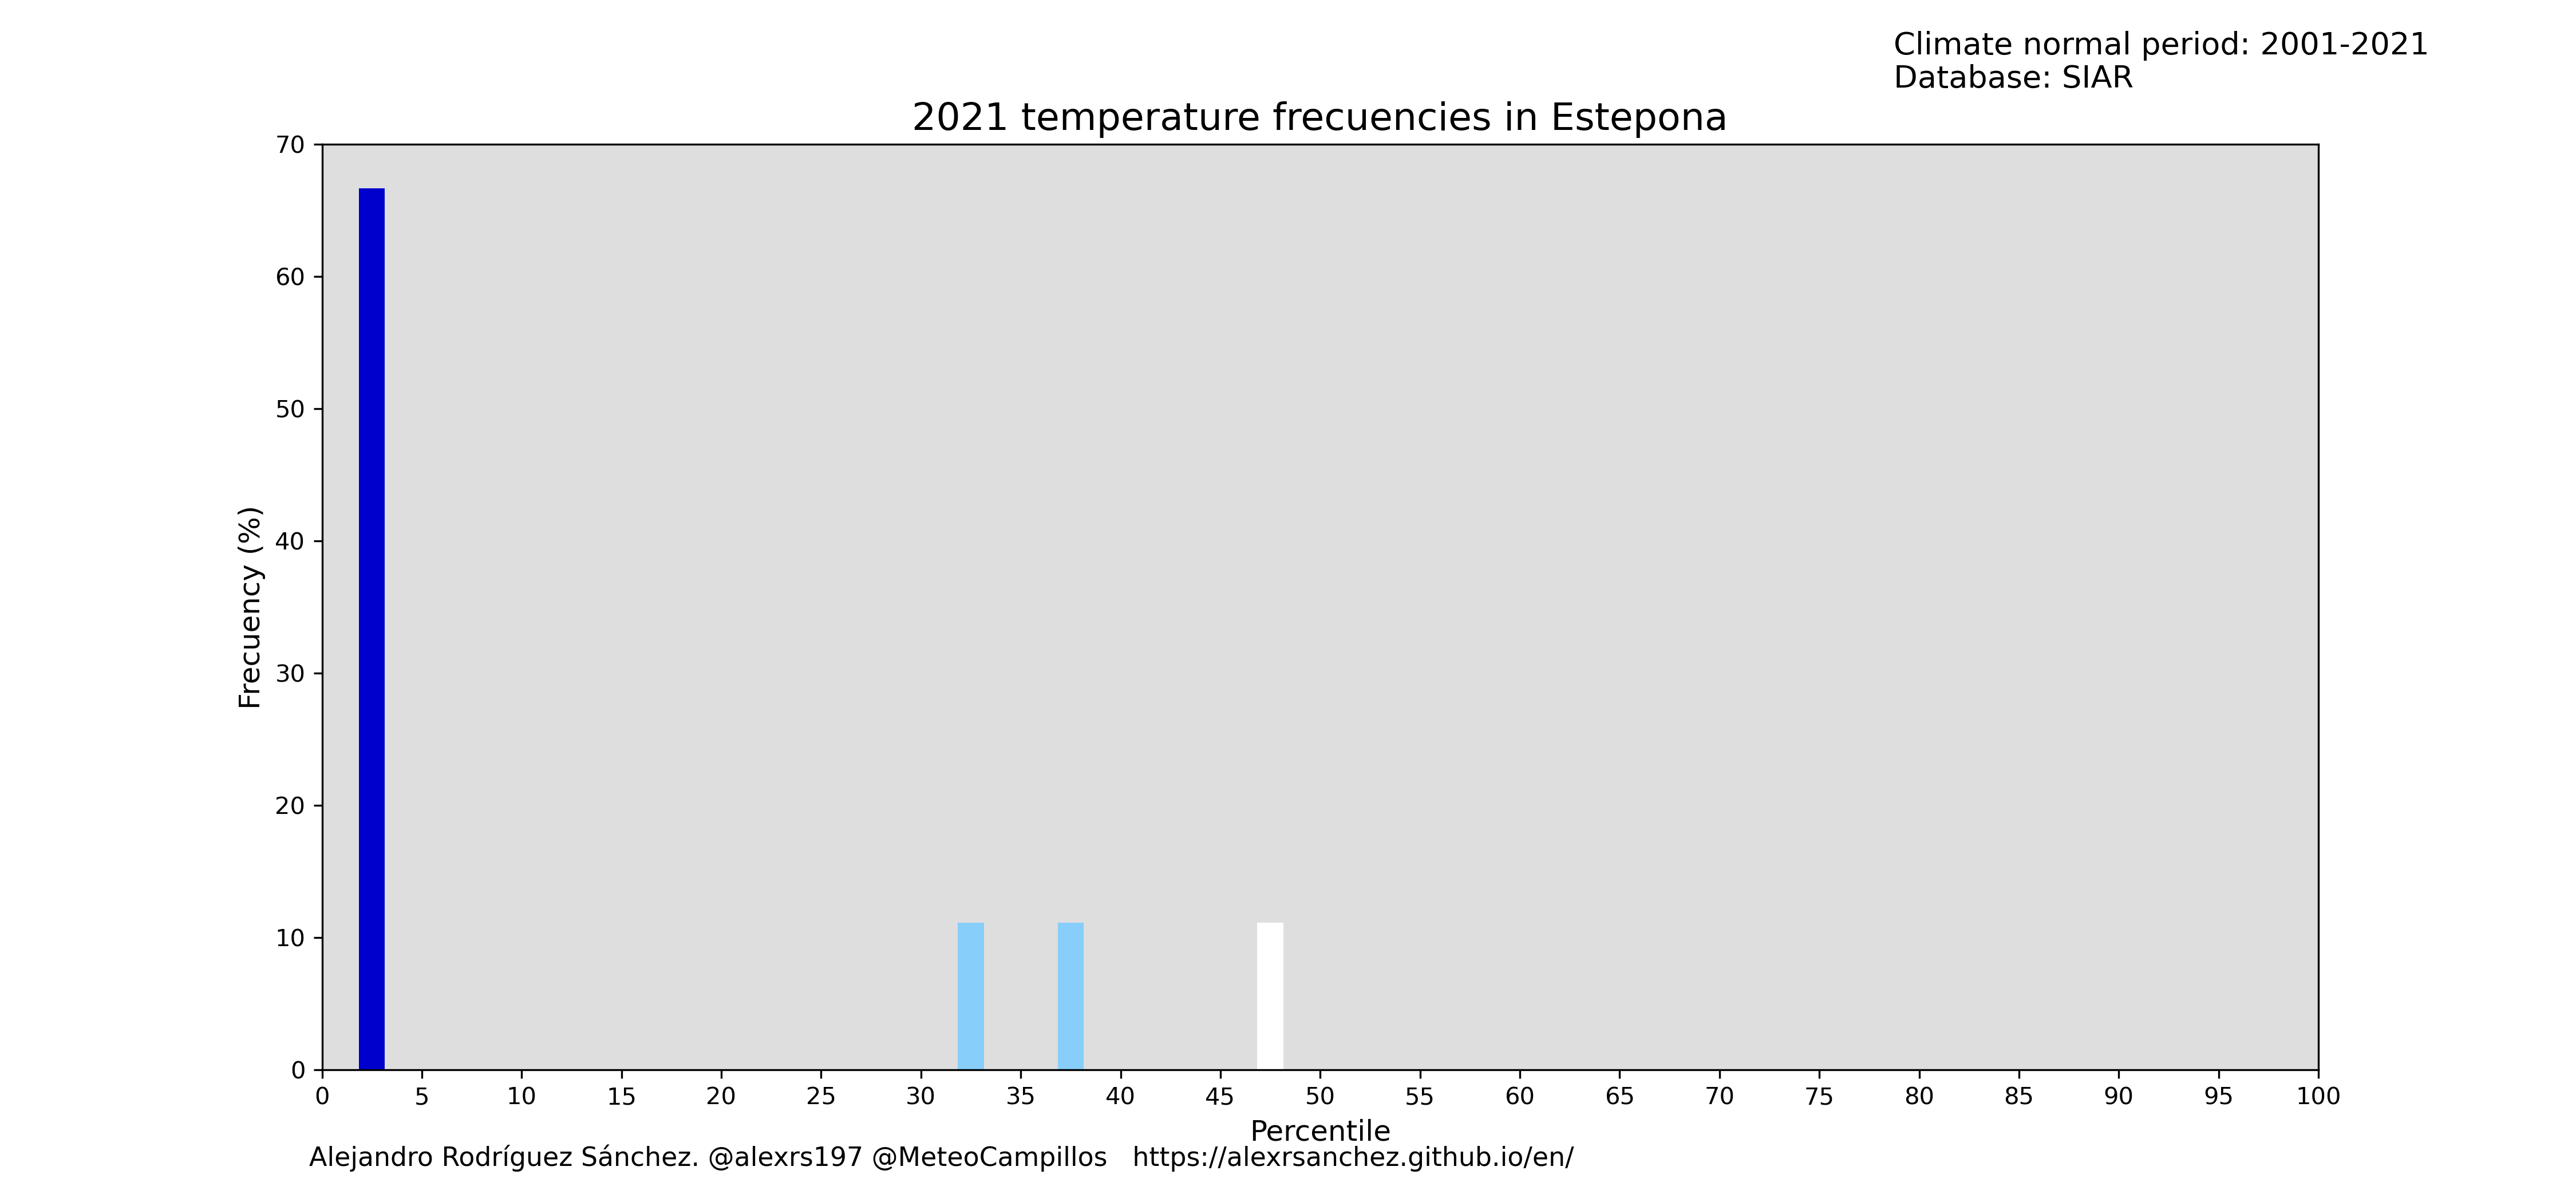 Climate normal period: 2001-2021
Database: SIAR
2021 temperature frecuencies in Estepona
70
60
50
40
30
20
10
0
Frecuency (%)
0 5 10 15 20 25 30 35 40 45 50 55 60 65 70 75 80 85 90 95 100
Percentile
Alejandro Rodríguez Sánchez. @alexrs197 @MeteoCampillos https://alexrsanchez.github.io/en/